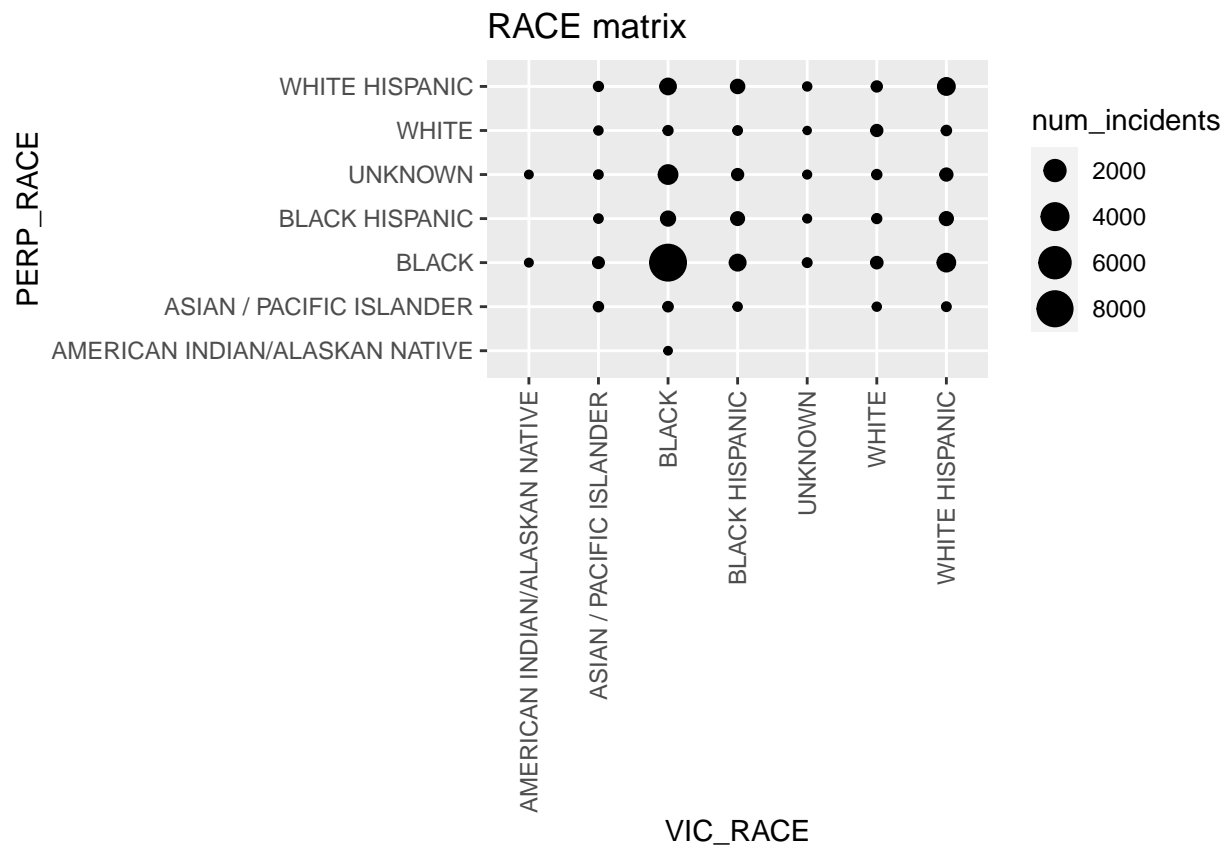 RACE matrix
PERP_RACE
WHITE HISPANIC
WHITE
UNKNOWN
BLACK HISPANIC
BLACK
ASIAN / PACIFIC ISLANDER
AMERICAN INDIAN/ALASKAN NATIVE
AMERICAN INDIAN/ALASKAN NATIVE
ASIAN / PACIFIC ISLANDER
BLACK
BLACK HISPANIC
UNKNOWN
WHITE
WHITE HISPANIC
VIC_RACE
num_incidents
2000
4000
6000
8000